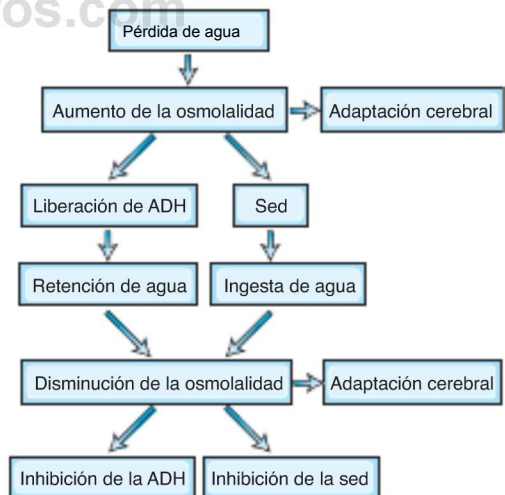 os.com
Pérdida de agua
Aumento de la osmolalidad
Adaptación cerebral
Liberación de ADH
Sed
Retención de agua
Ingesta de agua
Disminución de la osmolalidad
Adaptación cerebral
Inhibición de la ADH
Inhibición de la sed